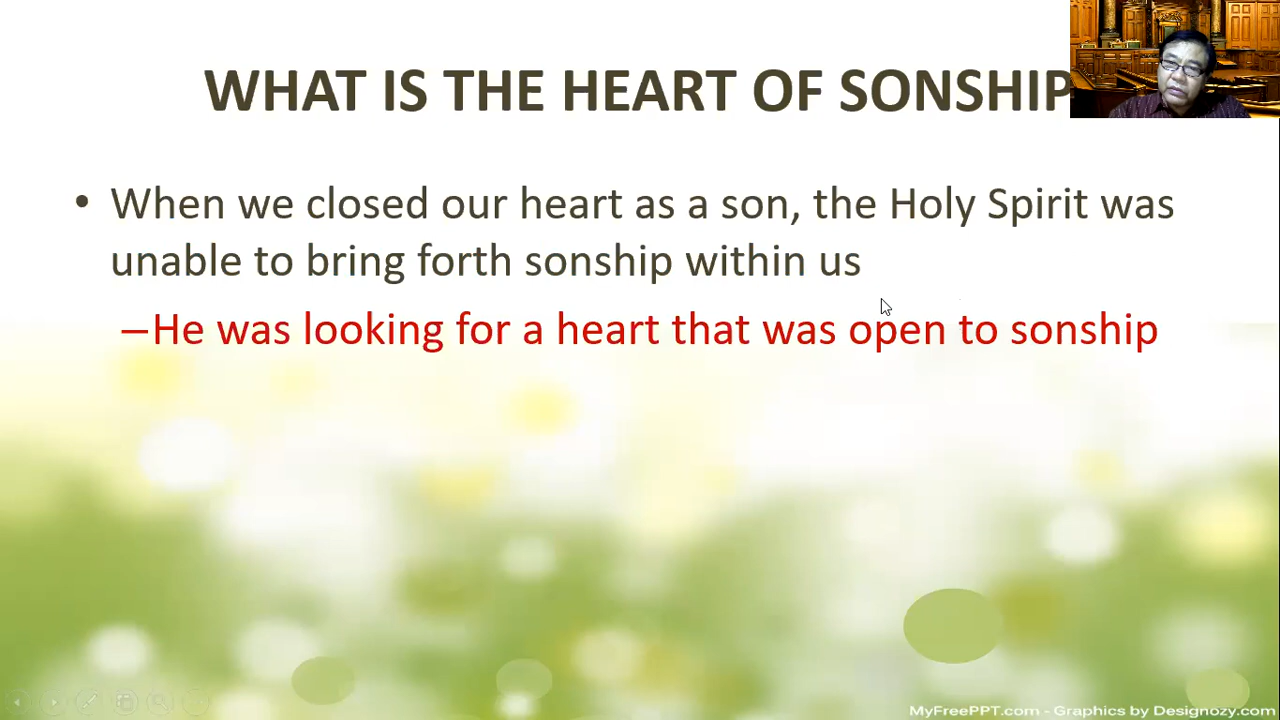 WHAT IS THE HEART OF SONSHIP
• When we closed our heart as a son, the Holy Spirit was
unable to bring forth sonship within us
–He was looking for a heart that was open to sonship
MyFreePPT.com - Graphics by Designozy.com